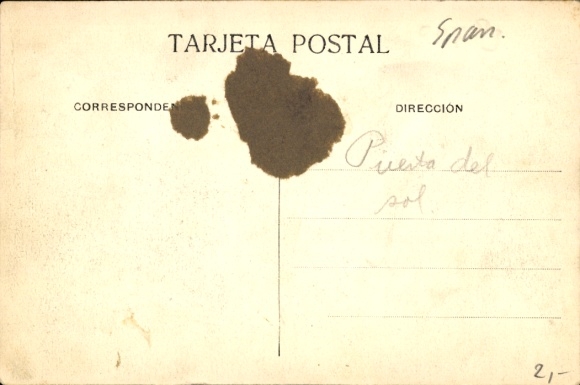 TARJETA POSTAL
Span.
CORRESPONDEN
DIRECCIÓN
Puerta del
sol
2,-